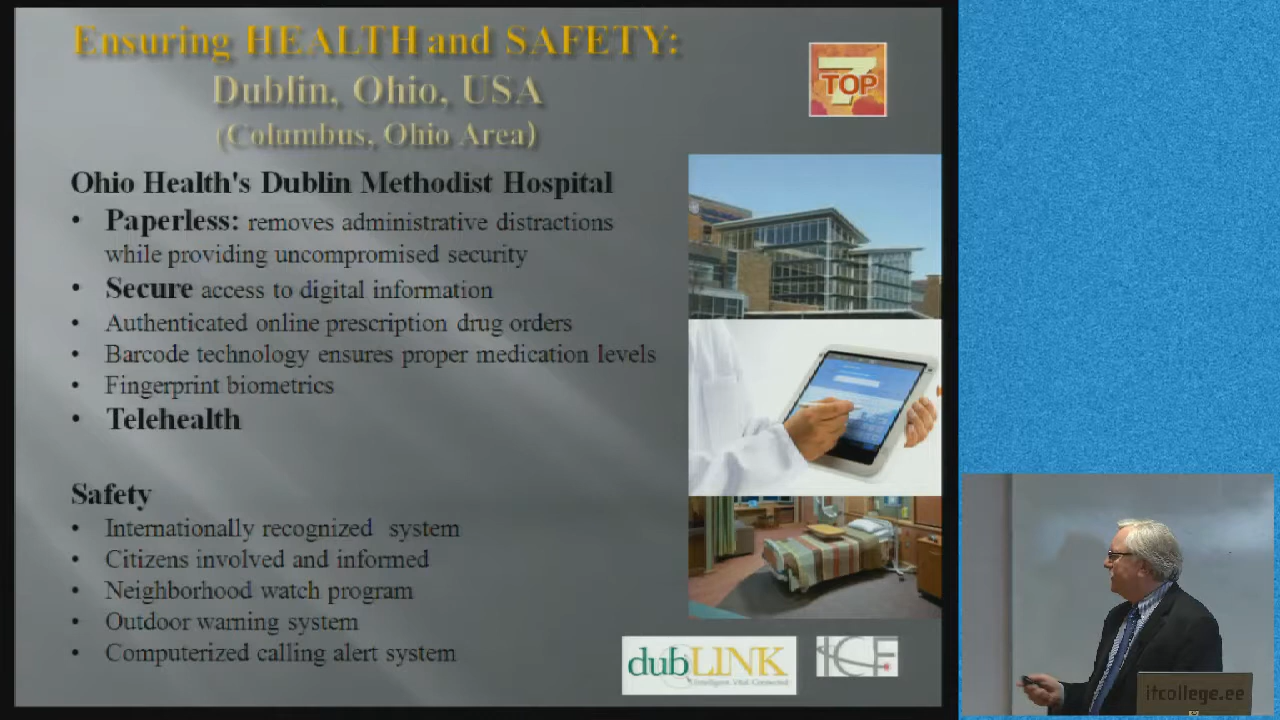 Ensuring HEALTH and SAFETY:
Dublin, Ohio, USA
(Columbus, Ohio Area)
TOP
7
Ohio Health's Dublin Methodist Hospital
• Paperless: removes administrative distractions
while providing uncompromised security
• Secure access to digital information
• Authenticated online prescription drug orders
• Barcode technology ensures proper medication levels
• Fingerprint biometrics
• Telehealth
Safety
• Internationally recognized system
• Citizens involved and informed
• Neighborhood watch program
• Outdoor warning system
• Computerized calling alert system
dubLINK
Intelligent. Vital. Connected.
ICF
itcollege.ee